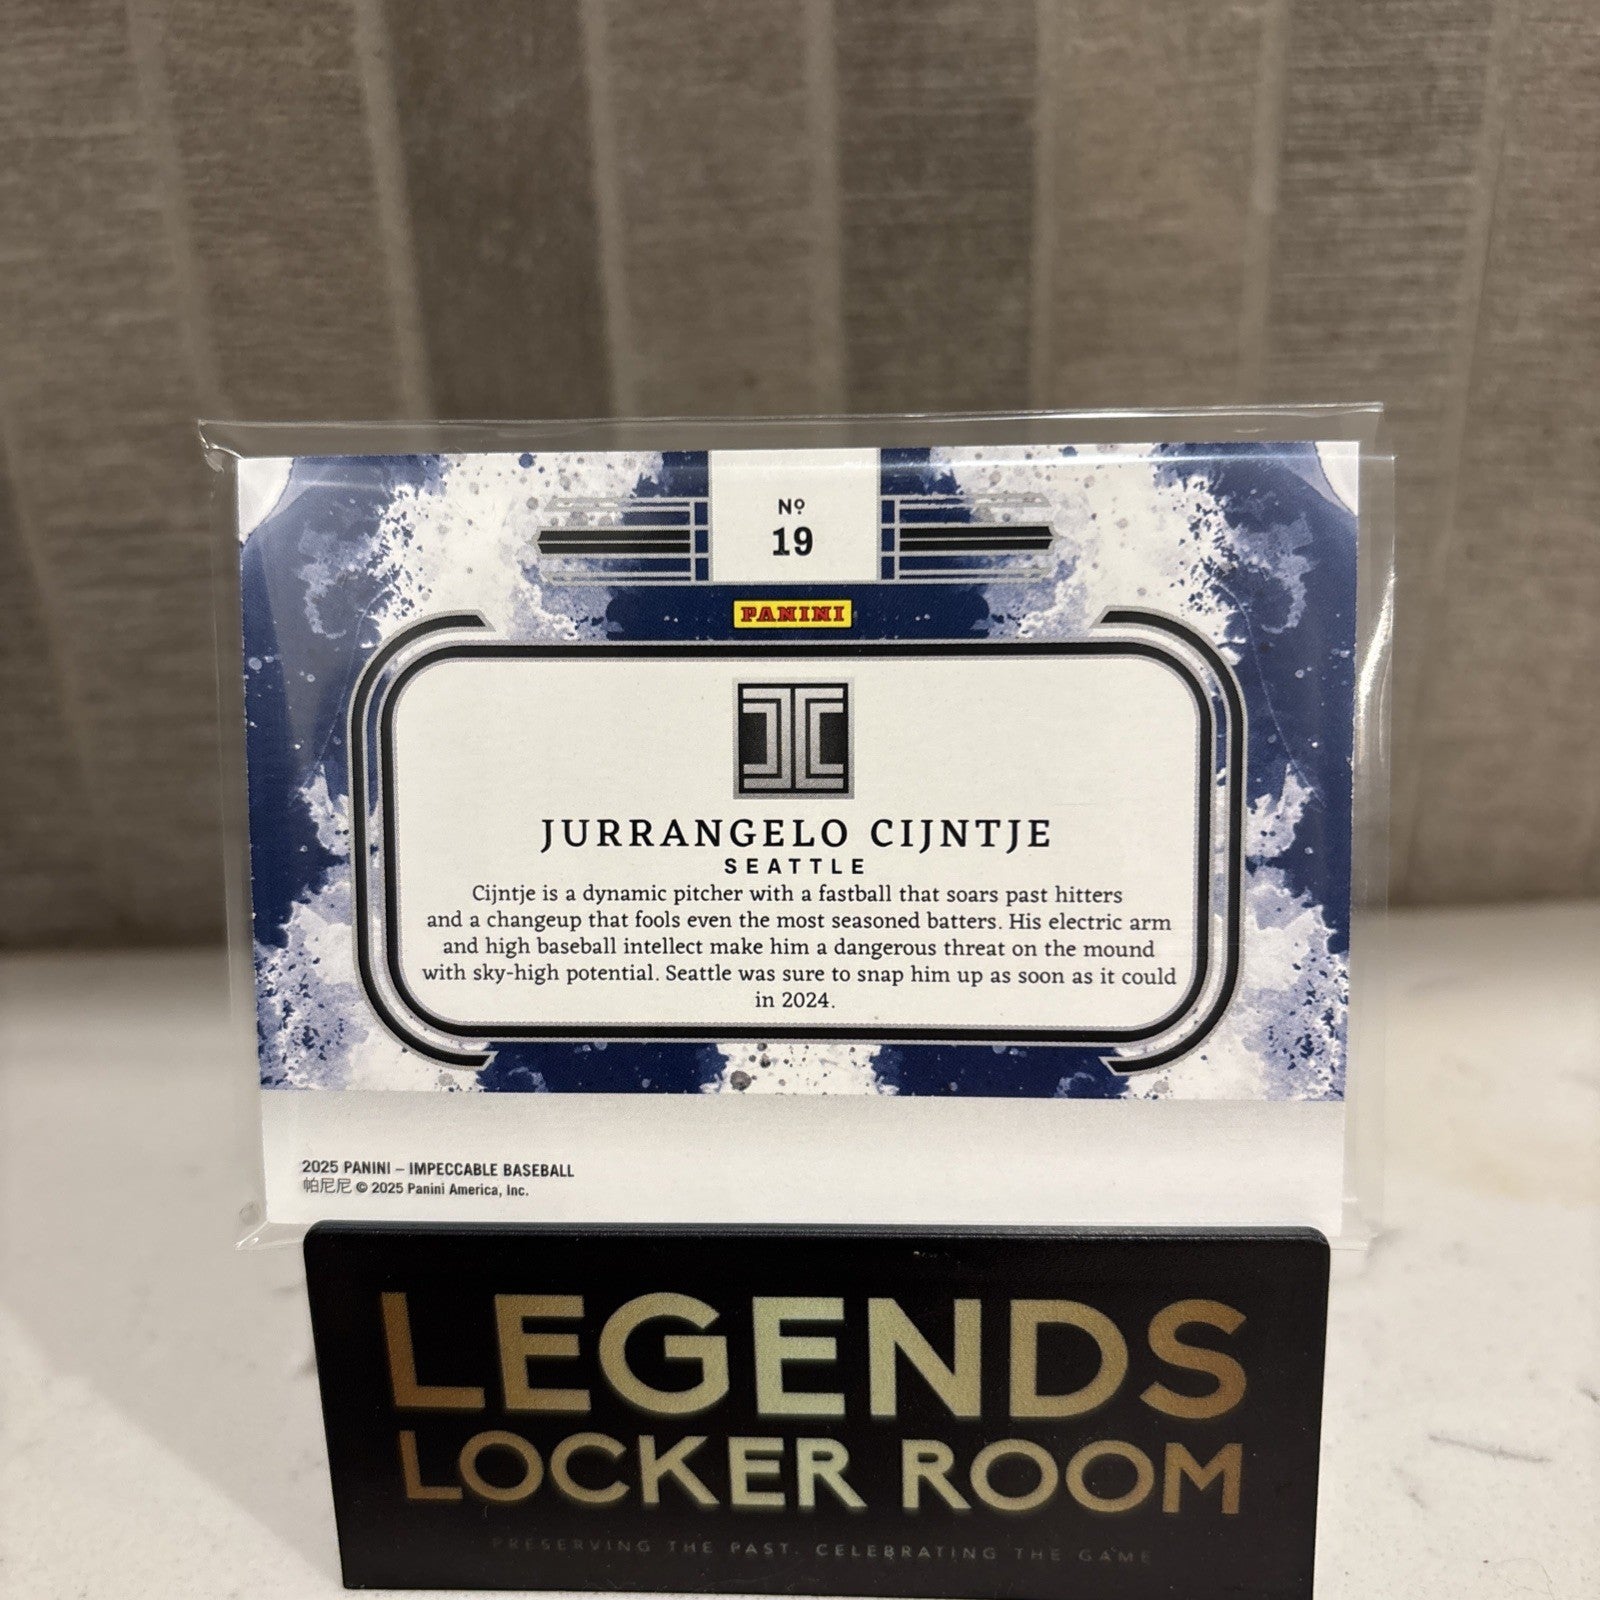 Nº
19
PANINI
JURRANGELO CIJNTJE
SEATTLE
Cijntje is a dynamic pitcher with a fastball that soars past hitters
and a changeup that fools even the most seasoned batters. His electric arm
and high baseball intellect make him a dangerous threat on the mound
with sky-high potential. Seattle was sure to snap him up as soon as it could
in 2024.
2025 PANINI – IMPECCABLE BASEBALL
帕尼尼 © 2025 Panini America, Inc.
LEGENDS
LOCKER ROOM
PRESERVING THE PAST. CELEBRATING THE GAME